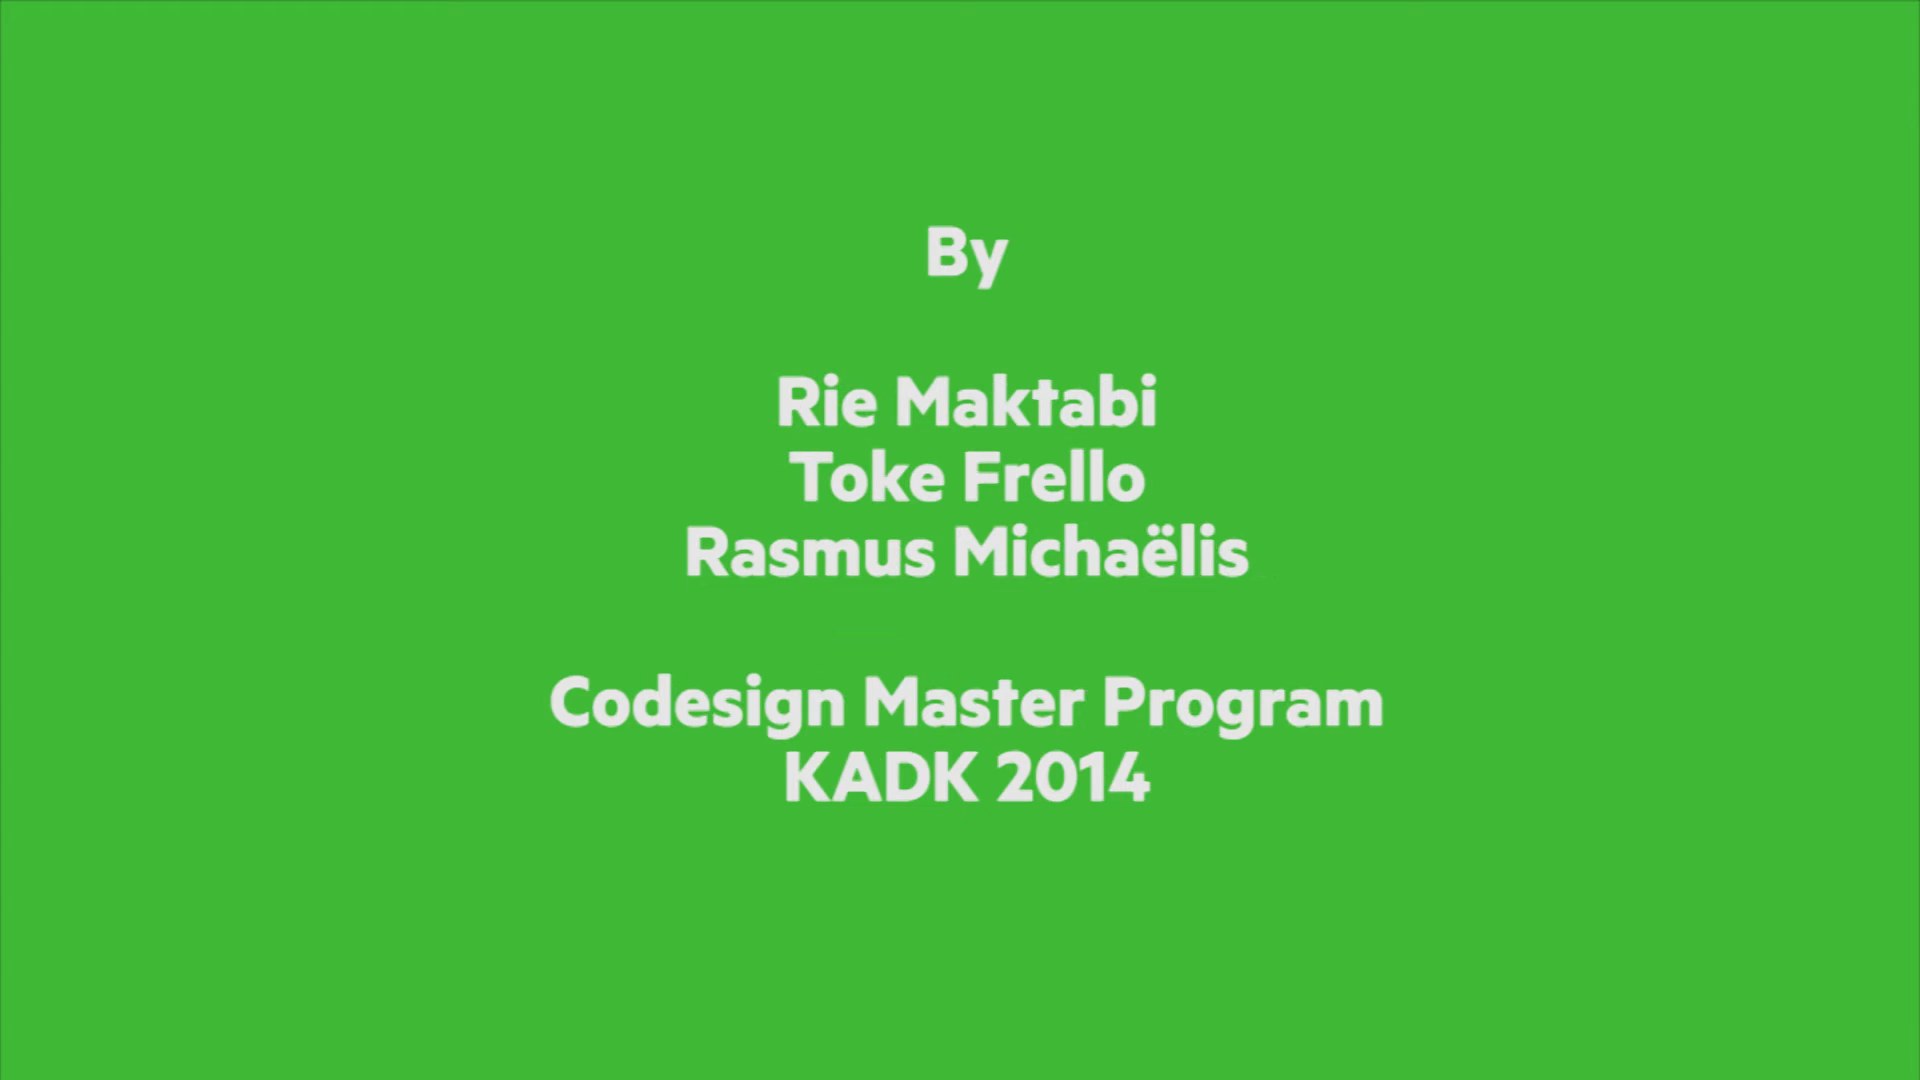 By
Rie Maktabi
Toke Frello
Rasmus Michaëlis
Codesign Master Program
KADK 2014